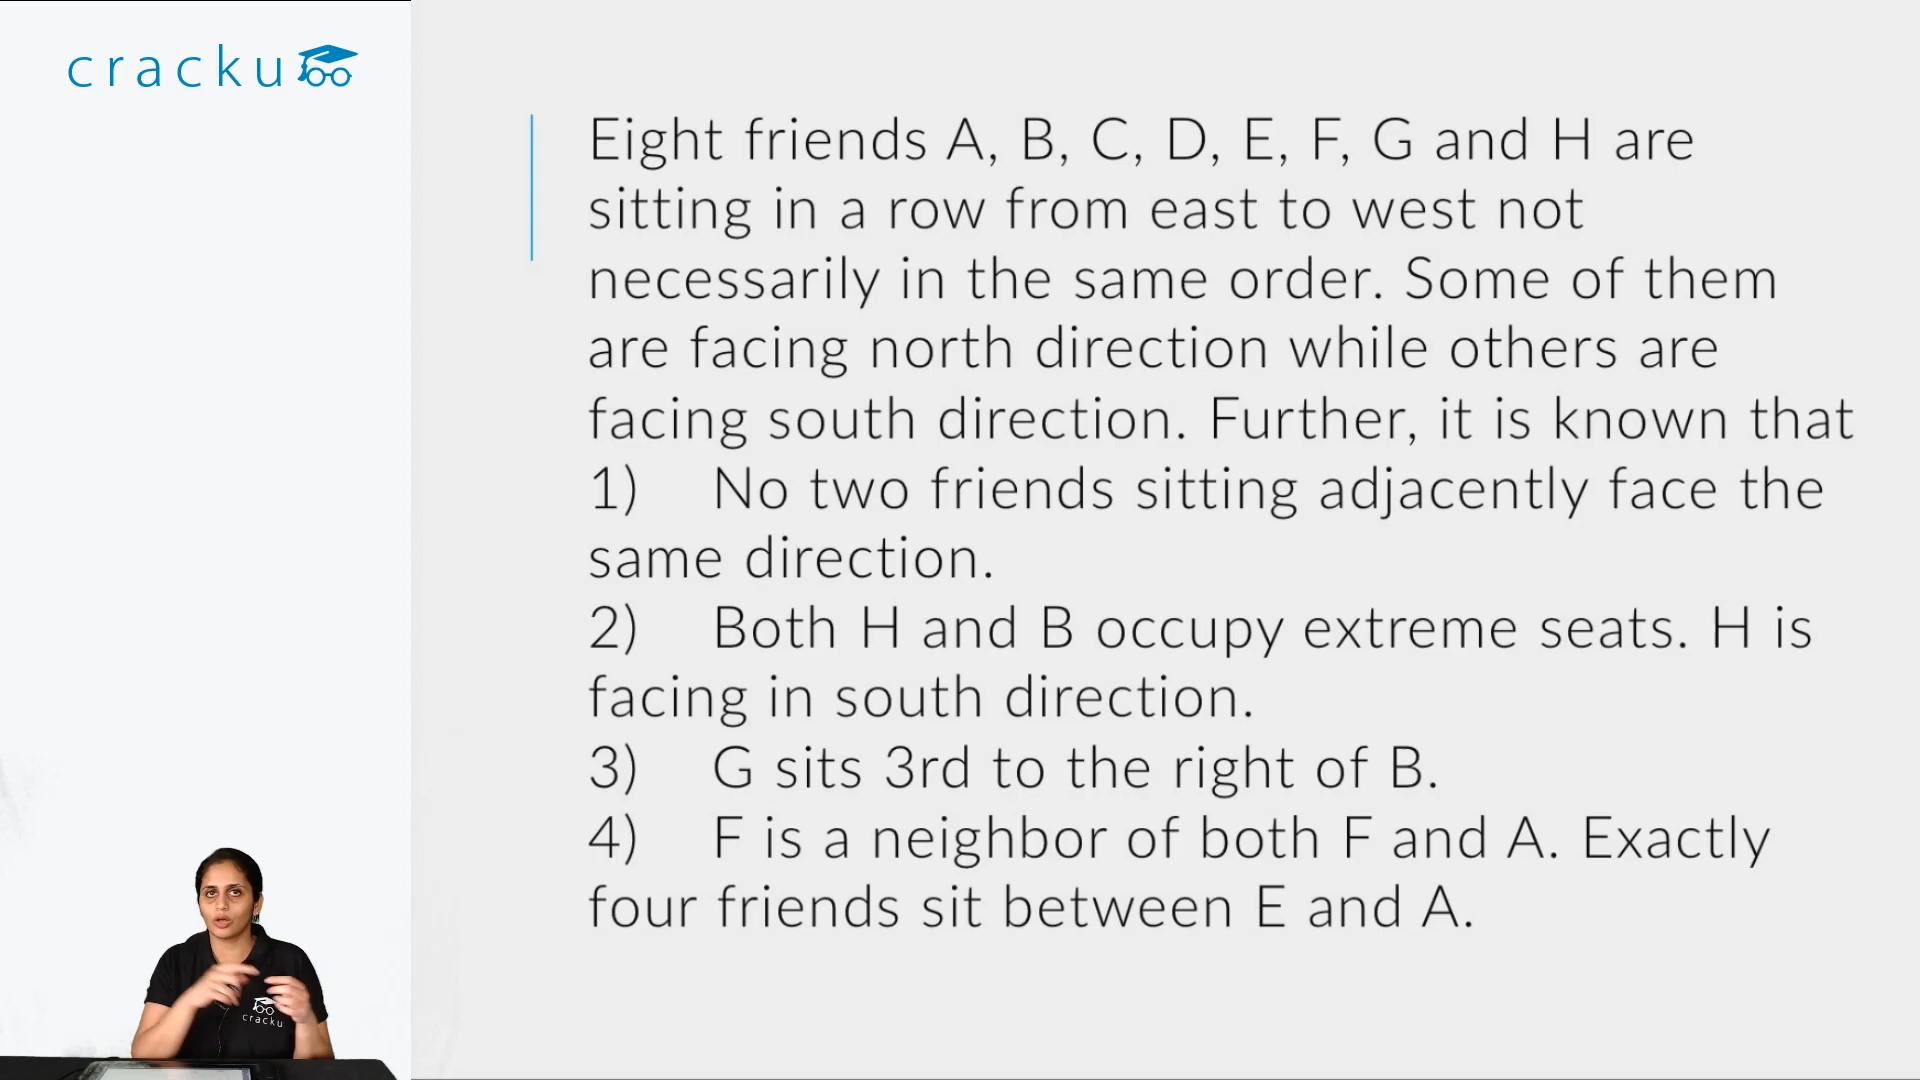 cracku
Eight friends A, B, C, D, E, F, G and H are
sitting in a row from east to west not
necessarily in the same order. Some of them
are facing north direction while others are
facing south direction. Further, it is known that
1) No two friends sitting adjacently face the
same direction.
2) Both H and B occupy extreme seats. H is
facing in south direction.
3) G sits 3rd to the right of B.
4) F is a neighbor of both F and A. Exactly
four friends sit between E and A.
cracku